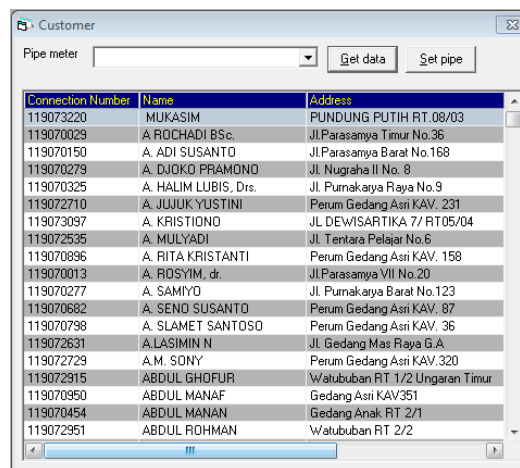 Customer
Pipe meter Get data Set pipe
Connection Number Name Address
119073220 MUKASIM PUNDUNG PUTIH RT.08/03
119070029 A ROCHADI BSc. Jl.Parasamya Timur No.36
119070150 A. ADI SUSANTO Jl.Parasamya Barat No.168
119070279 A. DJOKO PRAMONO Jl. Nugraha II No. 8
119070325 A. HALIM LUBIS, Drs. Jl. Purnakarya Raya No.9
119072710 A. JUJUK YUSTINI Perum Gedang Asri KAV. 231
119073097 A. KRISTIONO JL DEWISARTIKA 7/ RT05/04
119072535 A. MULYADI Jl. Tentara Pelajar No.6
119070896 A. RITA KRISTANTI Perum Gedang Asri KAV. 158
119070013 A. ROSYIM, dr. Jl.Parasamya VII No.20
119070277 A. SAMIYO Jl. Purnakarya Barat No.123
119070682 A. SENO SUSANTO Perum Gedang Asri KAV. 87
119070798 A. SLAMET SANTOSO Perum Gedang Asri KAV. 36
119072631 A.LASIMIN N Jl. Gedang Mas Raya G.A
119072729 A.M. SONY Perum Gedang Asri KAV.320
119072915 ABDUL GHOFUR Watububan RT 1/2 Ungaran Timur
119070950 ABDUL MANAF Gedang Asri KAV351
119070454 ABDUL MANAN Gedang Anak RT 2/1
119072951 ABDUL ROHMAN Watububan RT 2/2